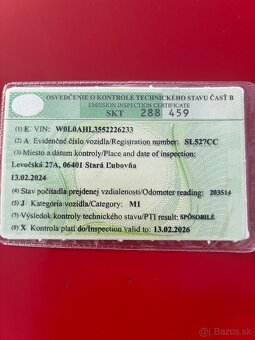 OSVEDČENIE O KONTROLE TECHNICKÉHO STAVU ČASŤ B
EMISSION INSPECTION CERTIFICATE
SKT 288 459
(1) E VIN: W0L0AHL3552226233
(2) A Evidenčné číslo vozidla/Registration number: SL527CC
(3) Miesto a dátum kontroly/Place and date of inspection:
Levočská 27A, 06401 Stará Ľubovňa
13.02.2024
(4) Stav počítadla prejdenej vzdialenosti/Odometer reading: 203514
(5) J Kategória vozidla/Category: M1
(7) Výsledok kontroly technického stavu/PTI result: SPÔSOBILÉ
(8) X Kontrola platí do/Inspection valid to: 13.02.2026
© bazos.sk